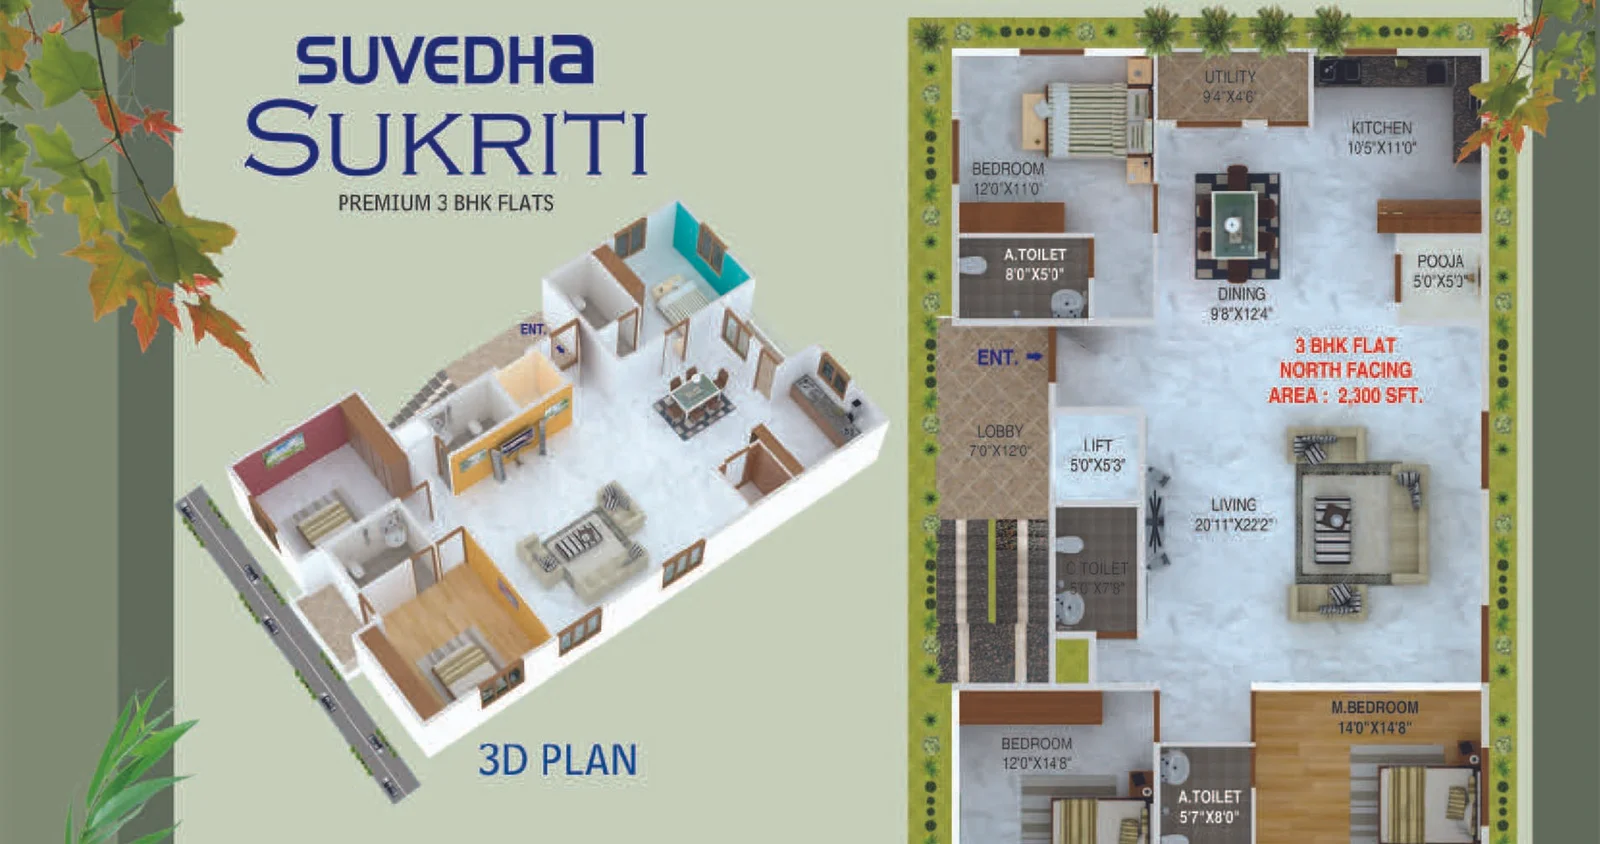 SUVEDHa
SUKRITI
PREMIUM 3 BHK FLATS
ENT.
3D PLAN
UTILITY
9'4"X4'6"
KITCHEN
10'5"X11'0"
BEDROOM
12'0"X11'0"
A.TOILET
8'0"X5'0"
POOJA
5'0"X5'0"
DINING
9'8"X12'4"
ENT.
3 BHK FLAT
NORTH FACING
AREA : 2,300 SFT.
LOBBY
7'0"X12'0"
LIFT
5'0"X5'3"
LIVING
20'11"X22'2"
C.TOILET
5'0"X7'8"
M.BEDROOM
14'0"X14'8"
BEDROOM
12'0"X14'8"
A.TOILET
5'7"X8'0"